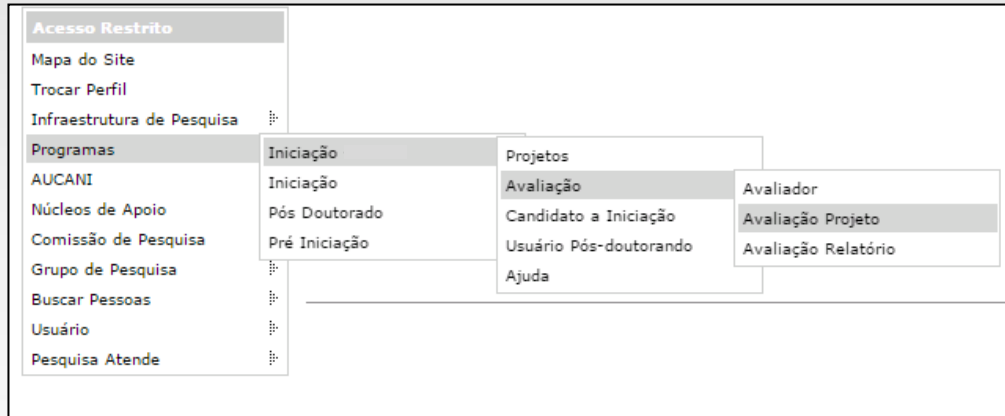 Acesso Restrito
Mapa do Site
Trocar Perfil
Infraestrutura de Pesquisa
Programas
AUCANI
Núcleos de Apoio
Comissão de Pesquisa
Grupo de Pesquisa
Buscar Pessoas
Usuário
Pesquisa Atende
Iniciação
Iniciação
Pós Doutorado
Pré Iniciação
Projetos
Avaliação
Candidato a Iniciação
Usuário Pós-doutorando
Ajuda
Avaliador
Avaliação Projeto
Avaliação Relatório